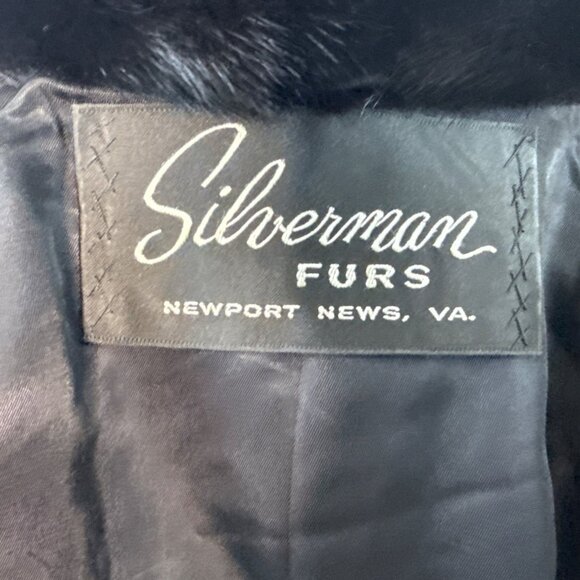 Silverman
FURS
NEWPORT NEWS, VA.